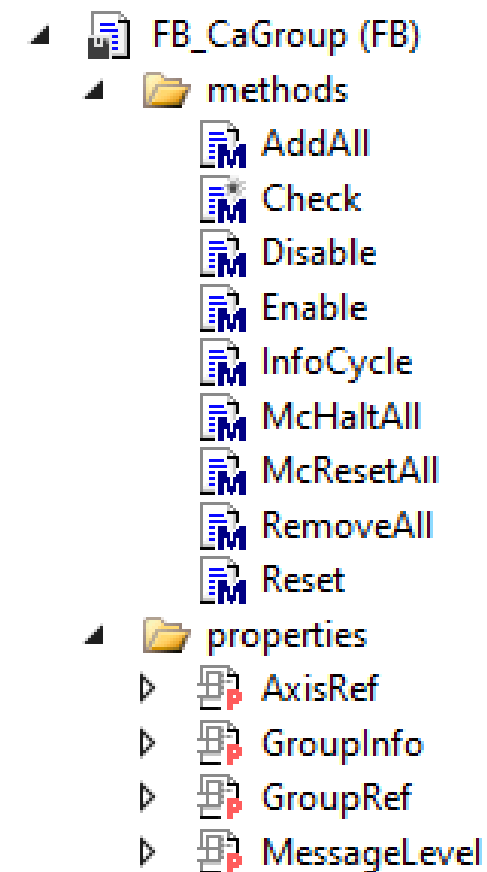 FB_CaGroup (FB)
methods
AddAll
Check
Disable
Enable
InfoCycle
McHaltAll
McResetAll
RemoveAll
Reset
properties
AxisRef
GroupInfo
GroupRef
MessageLevel